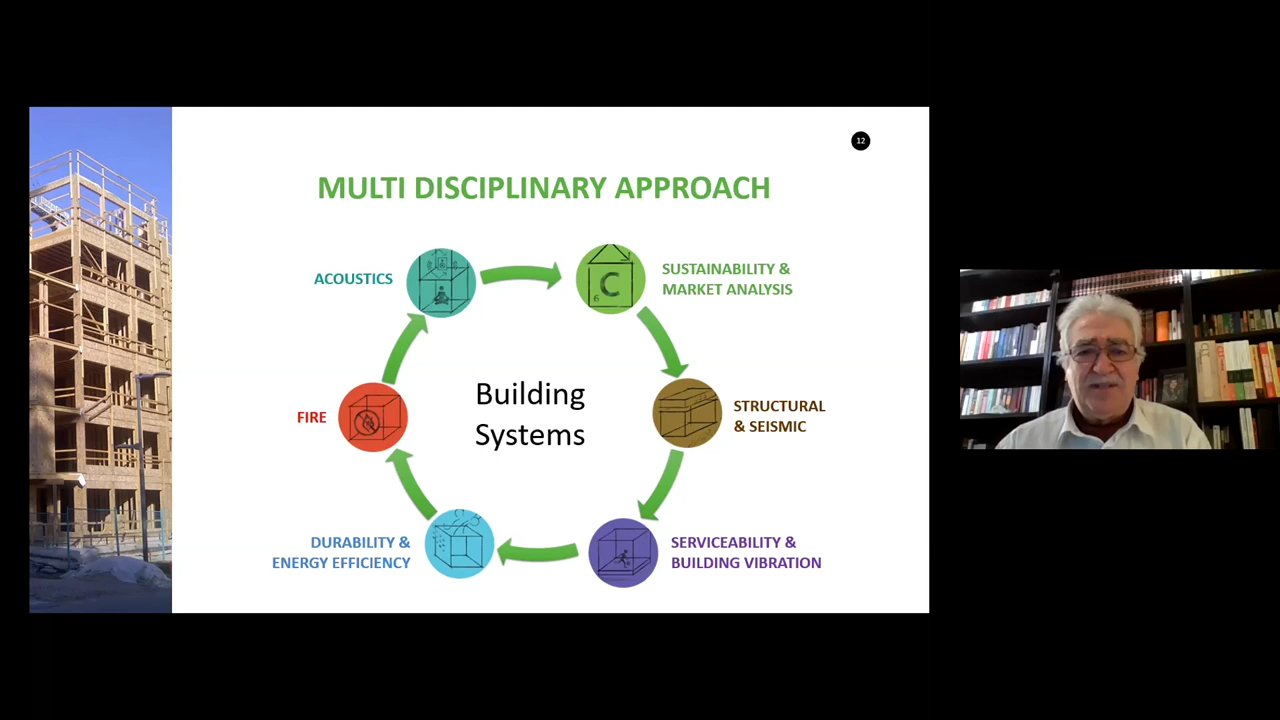 12
MULTI DISCIPLINARY APPROACH
ACOUSTICS
C
6
SUSTAINABILITY &
MARKET ANALYSIS
Building
Systems
FIRE
STRUCTURAL
& SEISMIC
DURABILITY &
ENERGY EFFICIENCY
SERVICEABILITY &
BUILDING VIBRATION